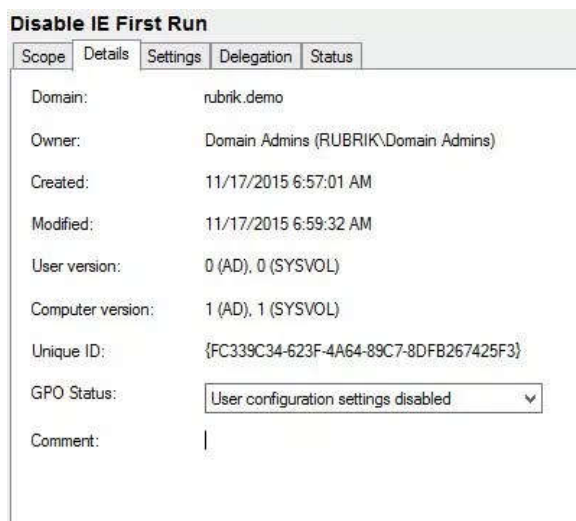 Disable IE First Run
Scope Details Settings Delegation Status
Domain: rubrik.demo
Owner: Domain Admins (RUBRIK\Domain Admins)
Created: 11/17/2015 6:57:01 AM
Modified: 11/17/2015 6:59:32 AM
User version: 0 (AD), 0 (SYSVOL)
Computer version: 1 (AD), 1 (SYSVOL)
Unique ID: {FC339C34-623F-4A64-89C7-8DFB267425F3}
GPO Status: User configuration settings disabled
Comment: